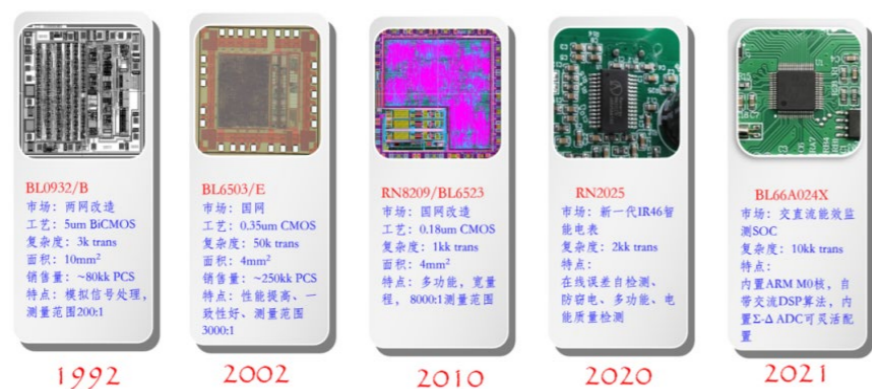 BL0932/B
市场：两网改造
工艺：5um BiCMOS
复杂度：3k trans
面积：10mm²
销售量：~80kk PCS
特点：模拟信号处理，
测量范围200:1
1992
BL6503/E
市场：国网
工艺：0.35um CMOS
复杂度：50k trans
面积：4mm²
销售量：~250kk PCS
特点：性能提高、一
致性好、测量范围
3000:1
2002
RN8209/BL6523
市场：国网改造
工艺：0.18um CMOS
复杂度：1kk trans
面积：4mm²
特点：多功能，宽量
程，8000:1测量范围
2010
RN2025
市场：新一代IR46智
能电表
复杂度：2kk trans
特点：
在线误差自检测、
防窃电、多功能、电
能质量检测
2020
BL66A024X
市场：交直流能效监
测SOC
复杂度：10kk trans
特点：
内置ARM M0核，自
带交流DSP算法，内
置Σ-Δ ADC可灵活配
置
2021